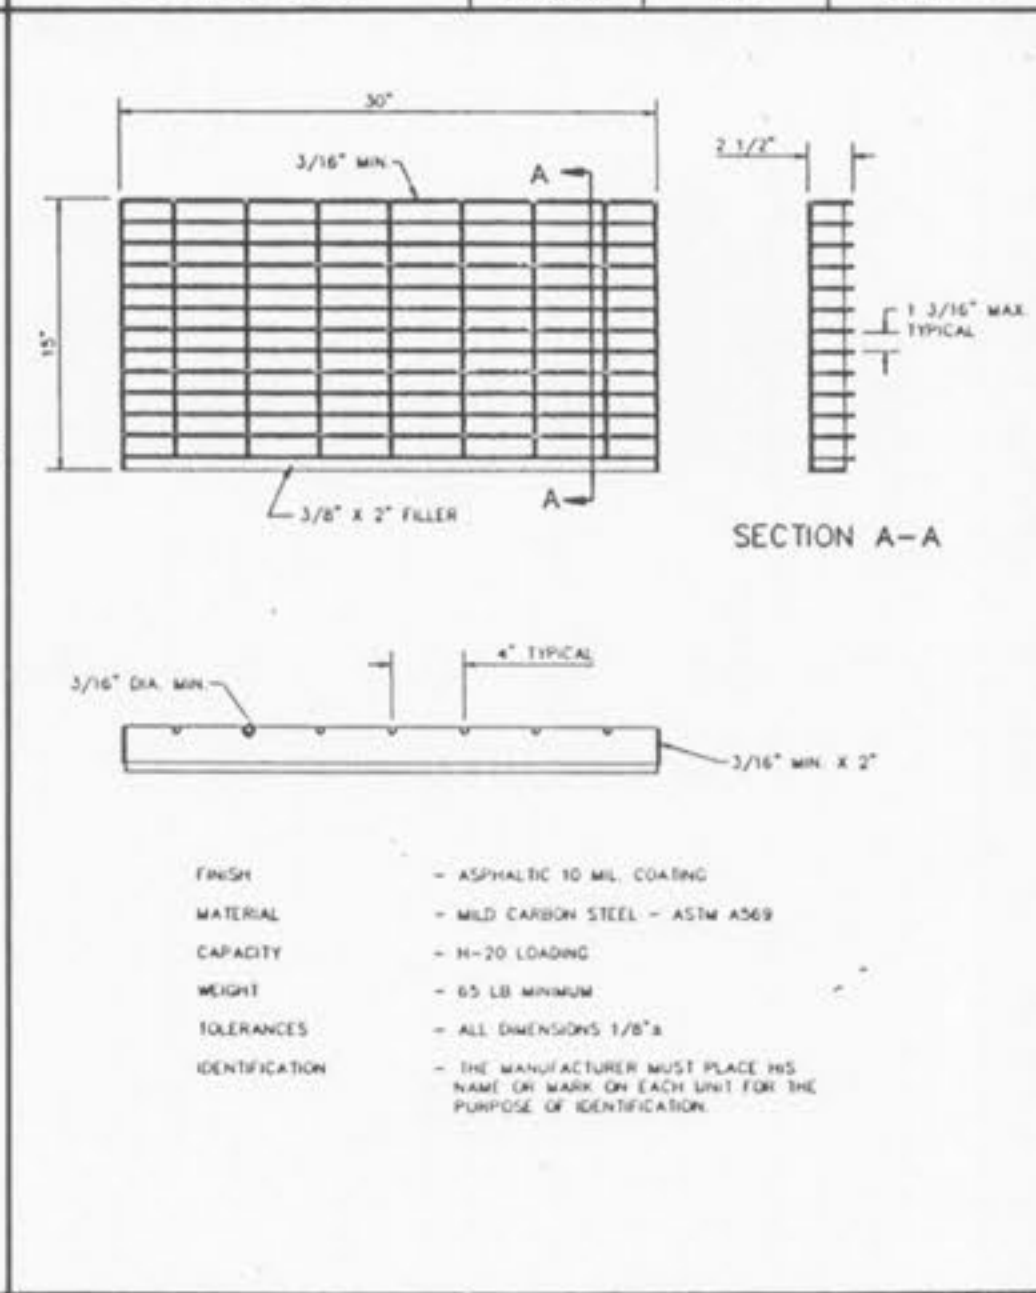 30"
3/16" MIN.
A
2 1/2"
15"
1 3/16" MAX.
TYPICAL
A
3/8" X 2" FILLER
SECTION A-A
4" TYPICAL
3/16" DIA. MIN.
3/16" MIN. X 2"
FINISH - ASPHALTIC 10 MIL. COATING
MATERIAL - MILD CARBON STEEL - ASTM A569
CAPACITY - H-20 LOADING
WEIGHT - 65 LB MINIMUM
TOLERANCES - ALL DIMENSIONS 1/8"±
IDENTIFICATION - THE MANUFACTURER MUST PLACE HIS
NAME OR MARK ON EACH UNIT FOR THE
PURPOSE OF IDENTIFICATION.